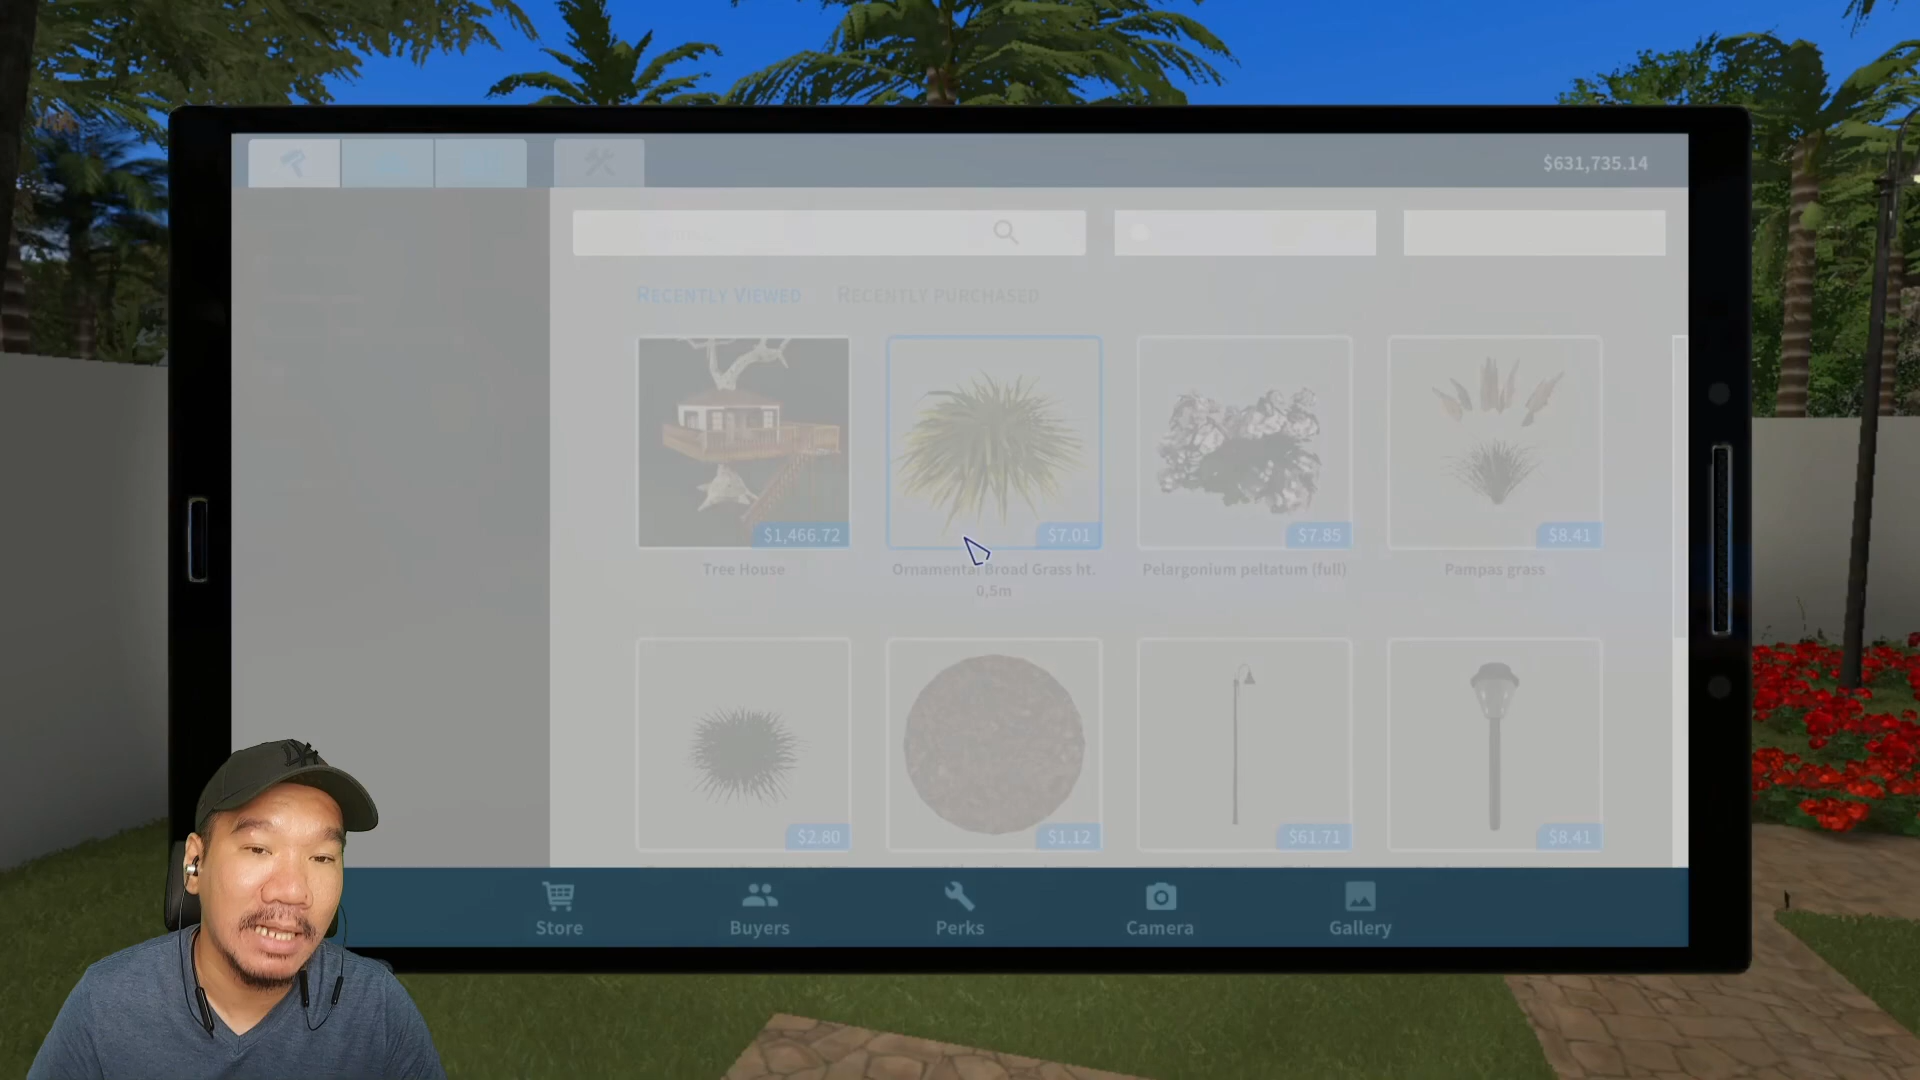 $631,735.14
RECENTLY VIEWED RECENTLY PURCHASED
$1,466.72
$7.01
$7.85
$8.41
Tree House
Ornamental Broad Grass ht.
0,5m
Pelargonium peltatum (full)
Pampas grass
$2.80
$1.12
$61.71
$8.41
Store
Buyers
Perks
Camera
Gallery